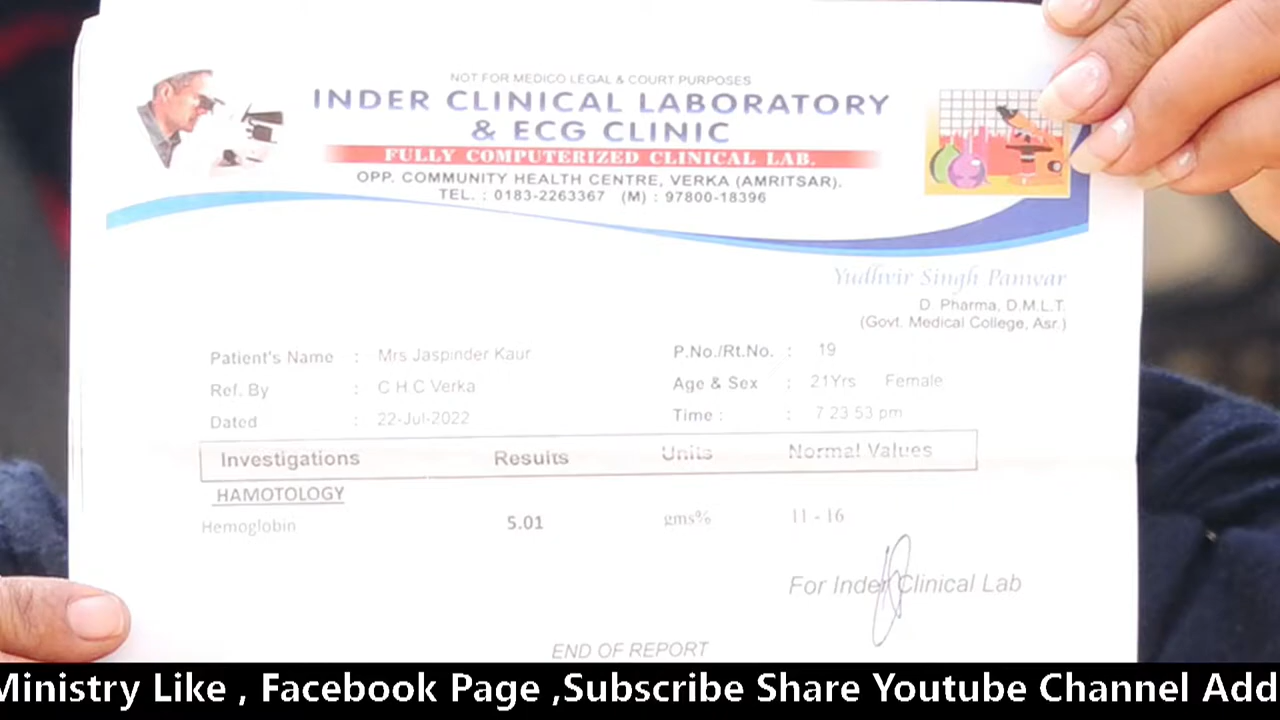 NOT FOR MEDICO LEGAL & COURT PURPOSES
INDER CLINICAL LABORATORY
& ECG CLINIC
FULLY COMPUTERIZED CLINICAL LAB.
OPP. COMMUNITY HEALTH CENTRE, VERKA (AMRITSAR).
TEL. : 0183-2263367 (M) : 97800-18396
Yudhvir Singh Panwar
D. Pharma, D.M.L.T.
(Govt. Medical College, Asr.)
Patient's Name : Mrs Jaspinder Kaur P.No./Rt.No. : 19
Ref. By : C H C Verka Age & Sex : 21Yrs Female
Dated : 22-Jul-2022 Time : : 7 23 53 pm
Investigations Results Units Normal Values
HAMOTOLOGY
Hemoglobin 5.01 gms% 11 - 16
For Inder Clinical Lab
END OF REPORT
Ministry Like , Facebook Page ,Subscribe Share Youtube Channel Add